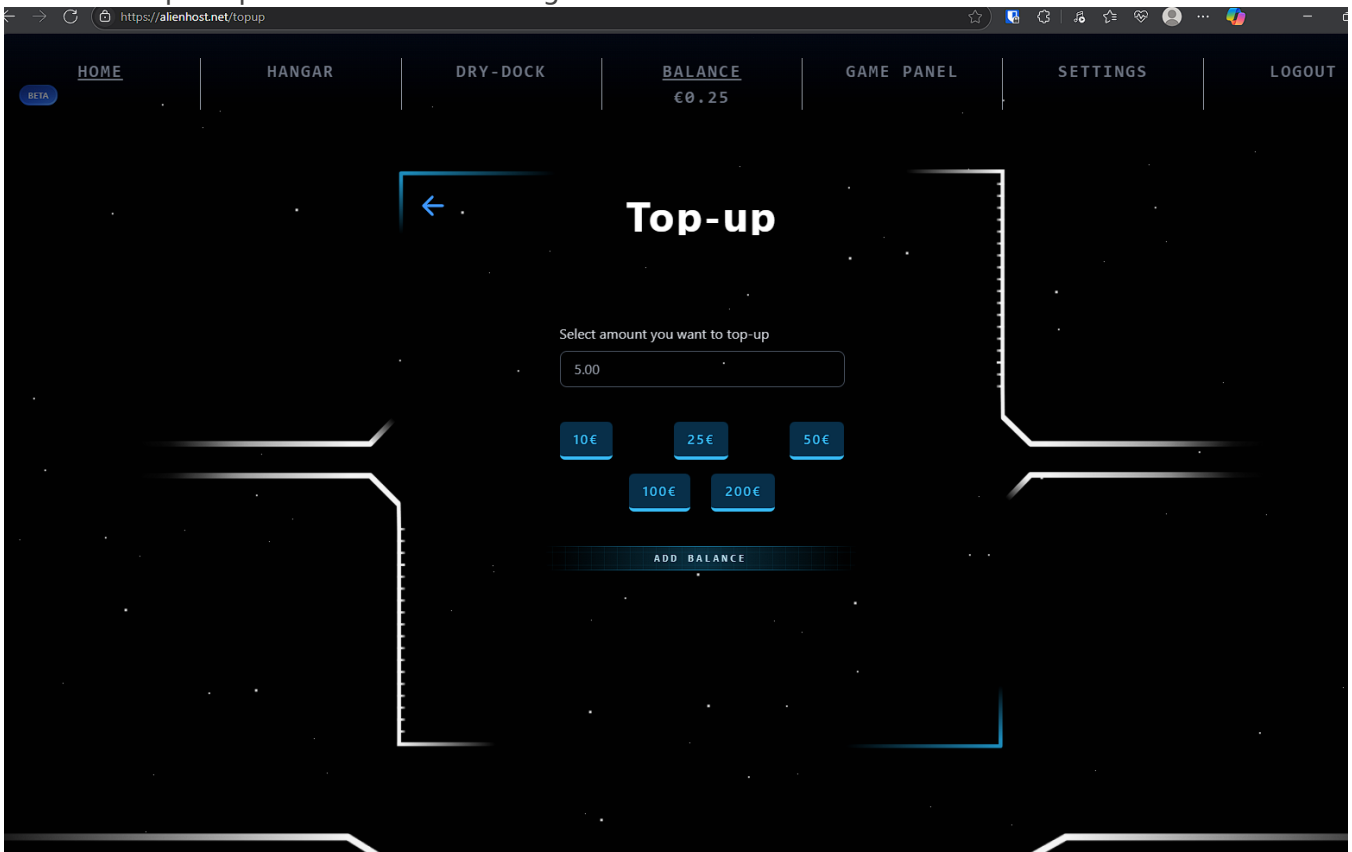 https://alienhost.net/topup
HOME
HANGAR
DRY-DOCK
BALANCE
GAME PANEL
SETTINGS
LOGOUT
BETA
€0.25
Top-up
Select amount you want to top-up
5.00
10€
25€
50€
100€
200€
ADD BALANCE